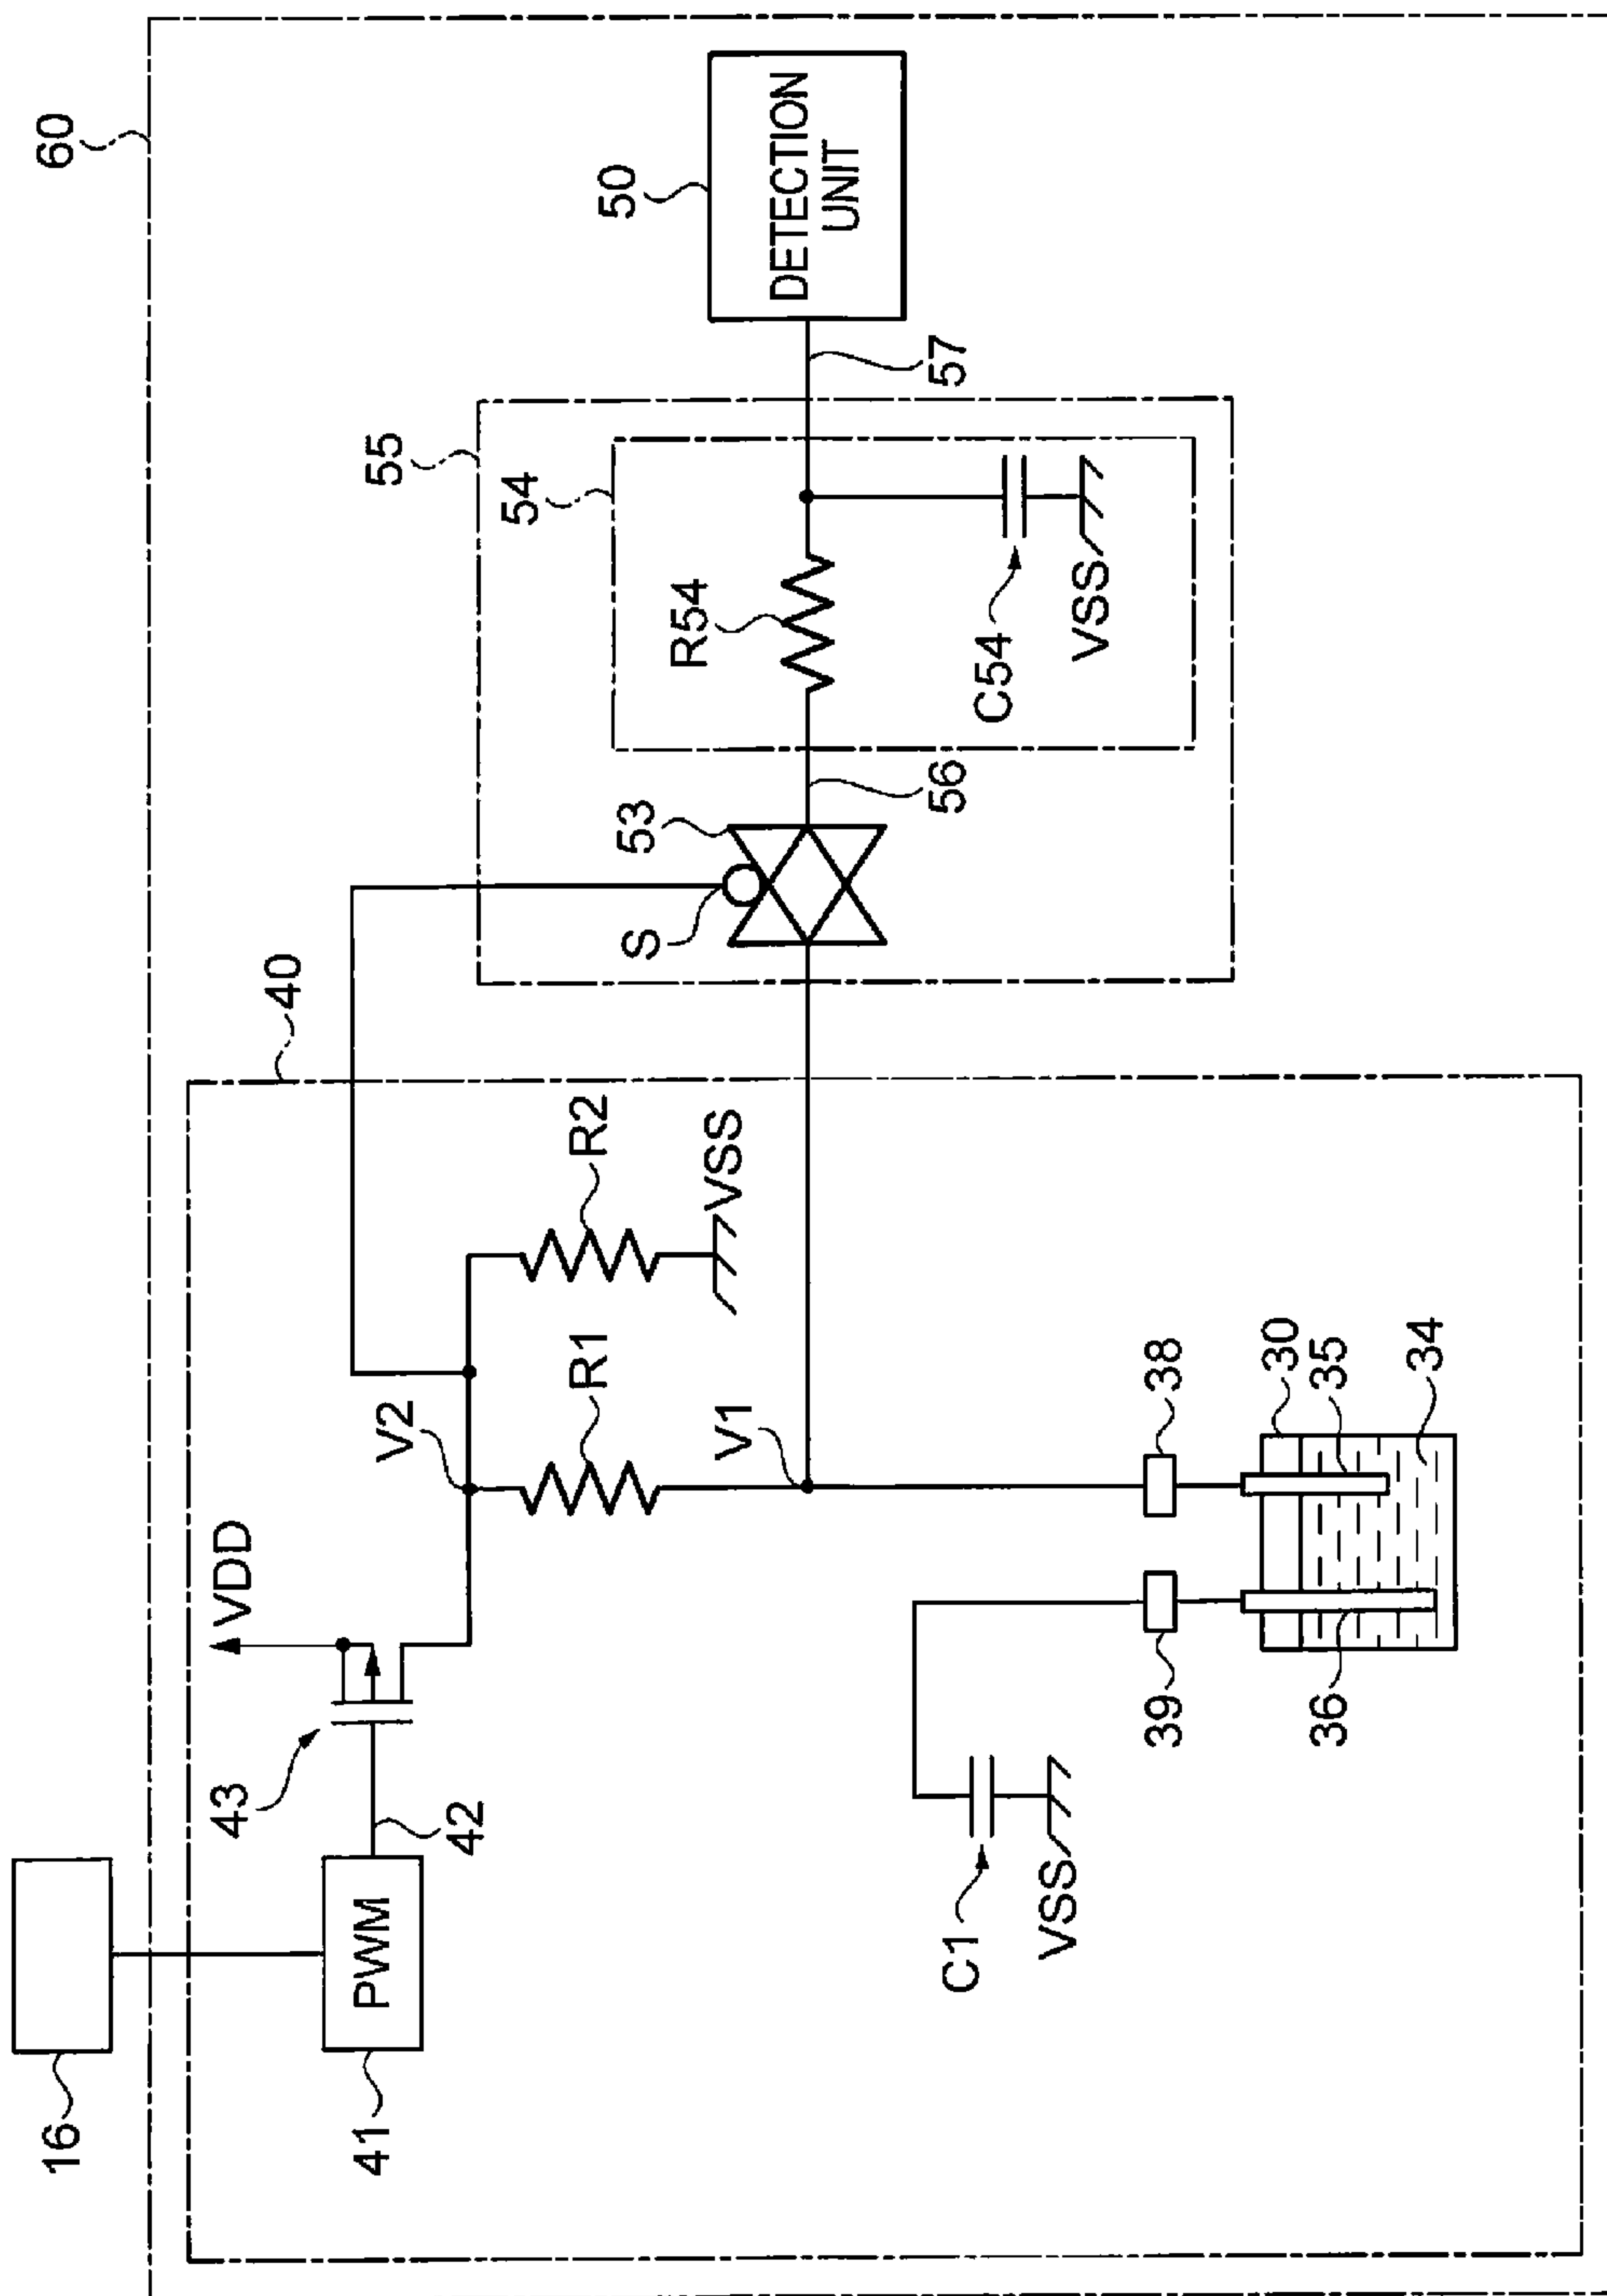 60
16
40
55
50
DETECTION
UNIT
54
VDD
43
PWM
41
42
V2
R2
R1
VSS
V1
S
53
56
R54
57
C54
VSS
C1
VSS
39
38
30
35
36
34